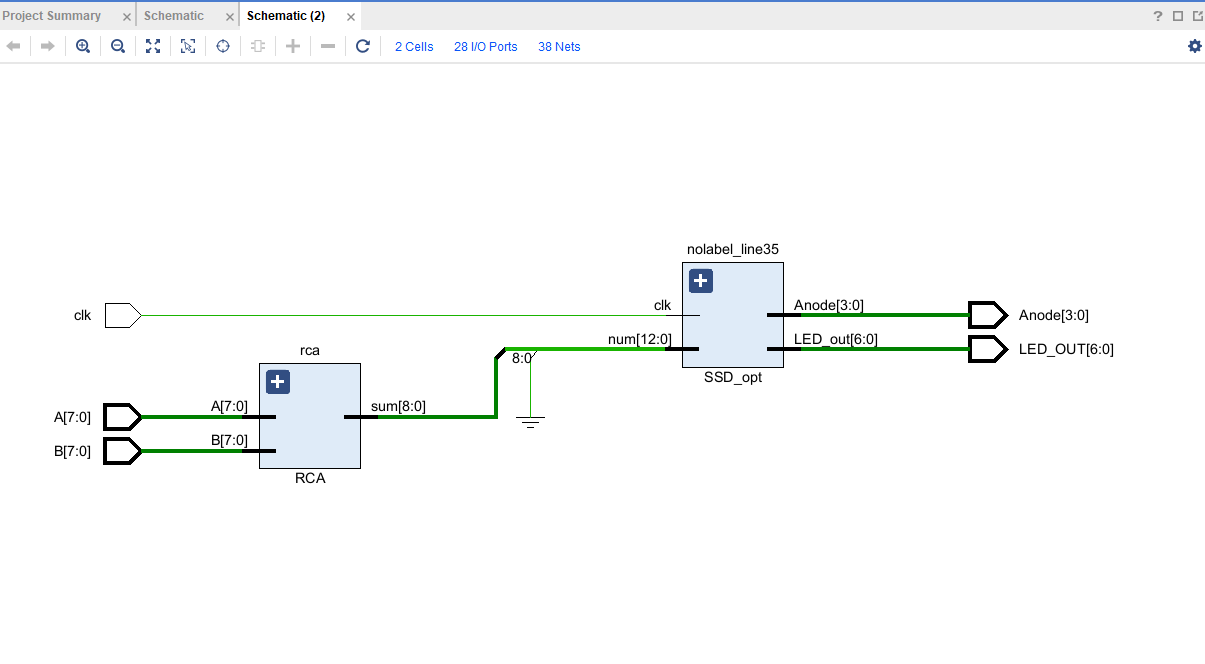 Project Summary
Schematic
Schematic (2)
2 Cells
28 I/O Ports
38 Nets
nolabel_line35
clk
clk
Anode[3:0]
Anode[3:0]
num[12:0]
LED_out[6:0]
LED_OUT[6:0]
rca
8:0
SSD_opt
A[7:0]
A[7:0]
sum[8:0]
B[7:0]
B[7:0]
RCA